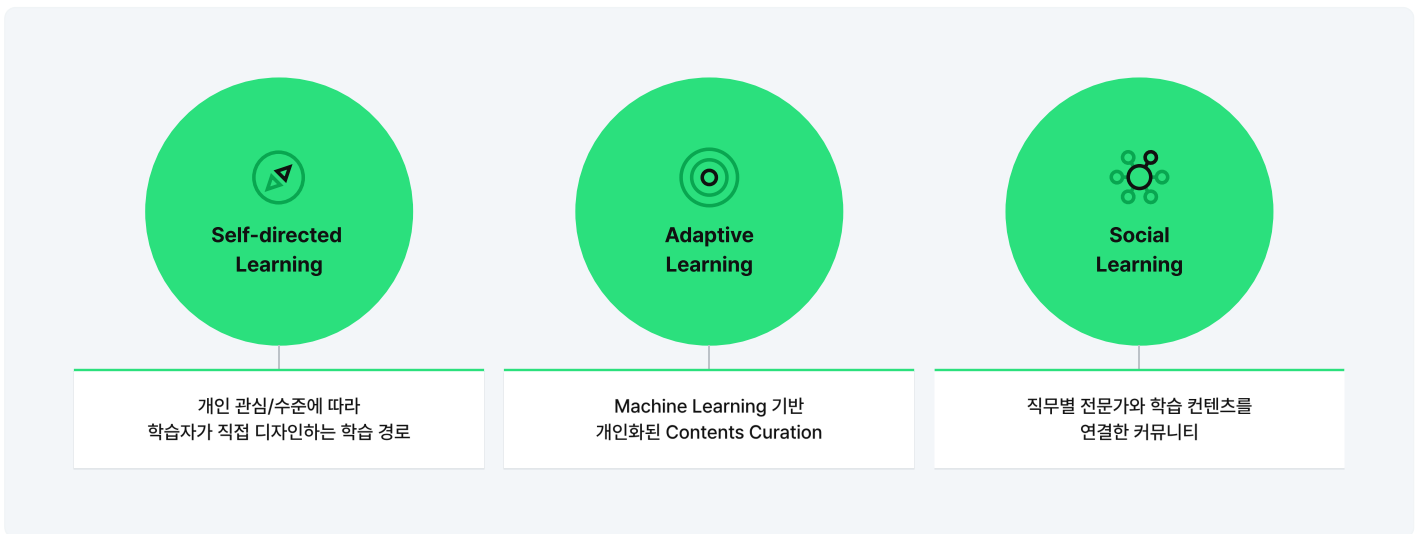 Self-directed
Learning
개인 관심/수준에 따라
학습자가 직접 디자인하는 학습 경로
Adaptive
Learning
Machine Learning 기반
개인화된 Contents Curation
Social
Learning
직무별 전문가와 학습 컨텐츠를
연결한 커뮤니티